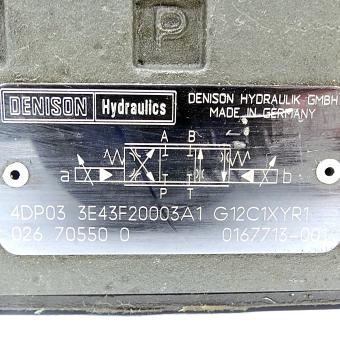 P
DENISON Hydraulics DENISON HYDRAULIK GMBH
MADE IN GERMANY
A B
a b
P T
T
4DP03 3E43F20003A1 G12C1XYR1
026 70550 0 0167713-001